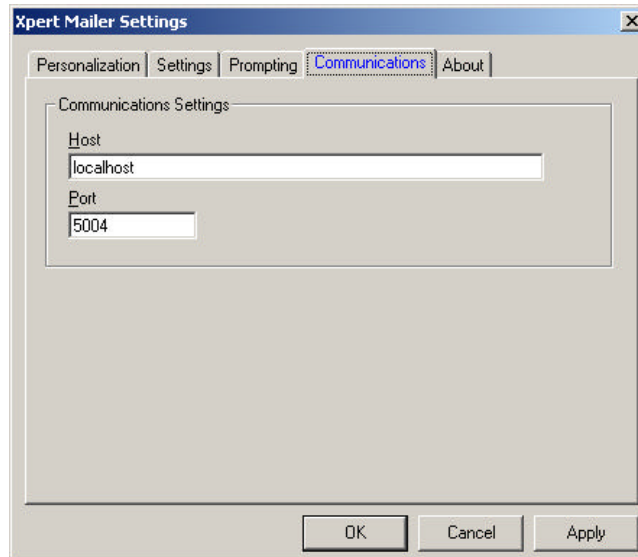 Xpert Mailer Settings
Personalization Settings Prompting Communications About
Communications Settings
Host
localhost
Port
5004
OK Cancel Apply